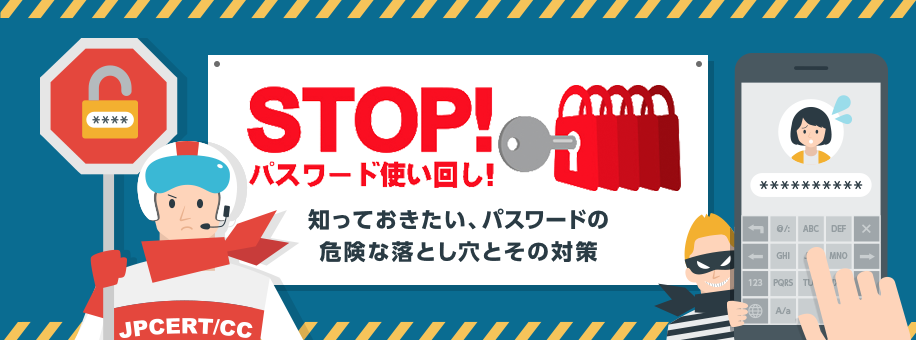 ****
STOP!
パスワード使い回し!
知っておきたい、パスワードの
危険な落とし穴とその対策
JPCERT/CC
**********
@/: ABC DEF
GHI MNO
123 PQRS TU
A/a